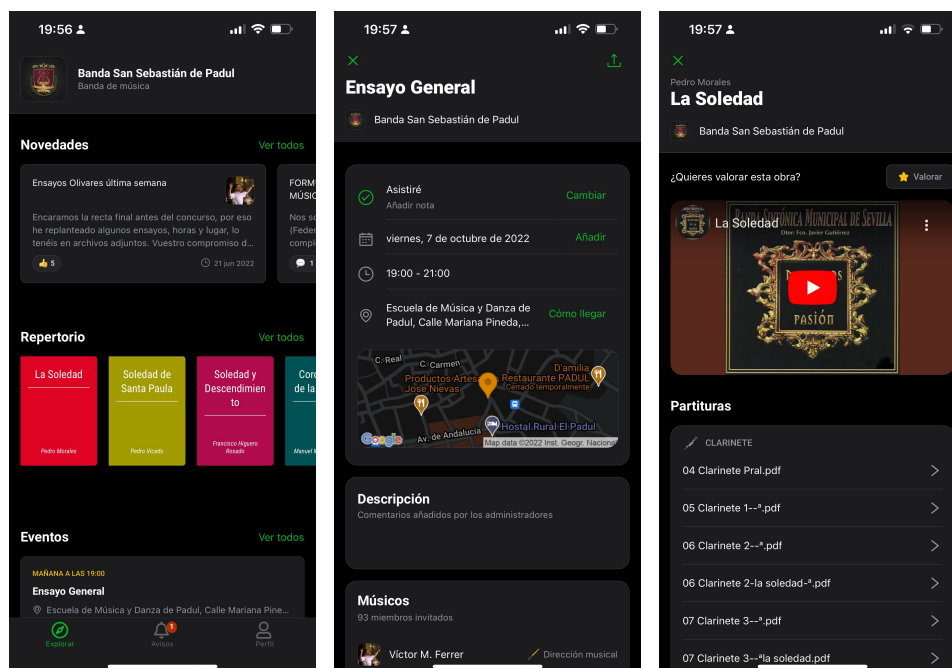 19:56
Banda San Sebastián de Padul
Banda de música
Novedades
Ver todos
Ensayos Olivares última semana
Encaramos la recta final antes del concurso, por eso
he replanteado algunos ensayos, horas y lugar, lo
tenéis en archivos adjuntos. Vuestro compromiso d...
👍 5
21 jun 2022
FORM
MÚSIC
Nos so
(Feder
compl
1
Repertorio
Ver todos
La Soledad
Pedro Morales
Soledad de
Santa Paula
Pedro Vicedo
Soledad y
Descendimien
to
Francisco Higuero
Rosado
Coro
de la
Manuel
Eventos
Ver todos
MAÑANA A LAS 19:00
Ensayo General
Escuela de Música y Danza de Padul, Calle Mariana Pine...
Explorar
1
Avisos
Perfil
19:57
Ensayo General
Banda San Sebastián de Padul
Asistiré
Añadir nota
Cambiar
viernes, 7 de octubre de 2022
Añadir
19:00 - 21:00
Escuela de Música y Danza de
Padul, Calle Mariana Pineda,...
Cómo llegar
C. Real
C. Carmen
Productos Artes
Jose Nievas
D'amilia
Restaurante PADUL
Cerrado temporalmente
Av. de Andalucía
Hostal Rural El Padul
Google
Map data ©2022 Inst. Geogr. Nacional
Descripción
Comentarios añadidos por los administradores
Músicos
93 miembros invitados
Víctor M. Ferrer
Dirección musical
19:57
Pedro Morales
La Soledad
Banda San Sebastián de Padul
¿Quieres valorar esta obra?
Valorar
La Soledad
BANDA SINFÓNICA MUNICIPAL DE SEVILLA
Dtor: Fco. Javier Gutiérrez
PASIÓN
Partituras
CLARINETE
04 Clarinete Pral.pdf
05 Clarinete 1--ª.pdf
06 Clarinete 2--ª.pdf
06 Clarinete 2-la soledad-ª.pdf
07 Clarinete 3--ª.pdf
07 Clarinete 3--ªla soledad.pdf